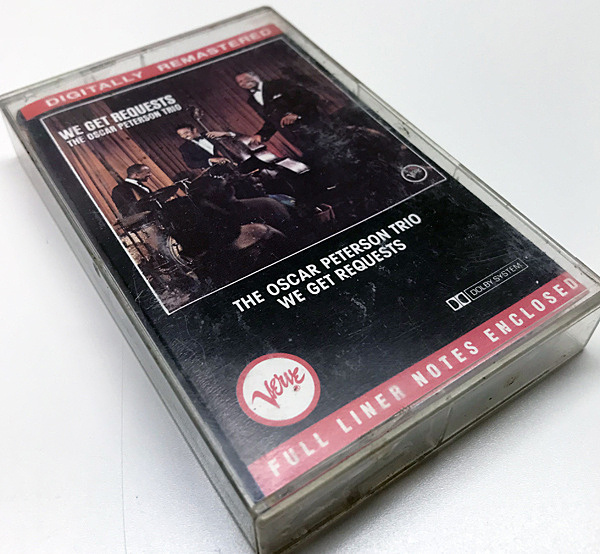 DIGITALLY REMASTERED
WE GET REQUESTS
THE OSCAR PETERSON TRIO
Verve
THE OSCAR PETERSON TRIO
WE GET REQUESTS
DOLBY SYSTEM
Verve
FULL LINER NOTES ENCLOSED